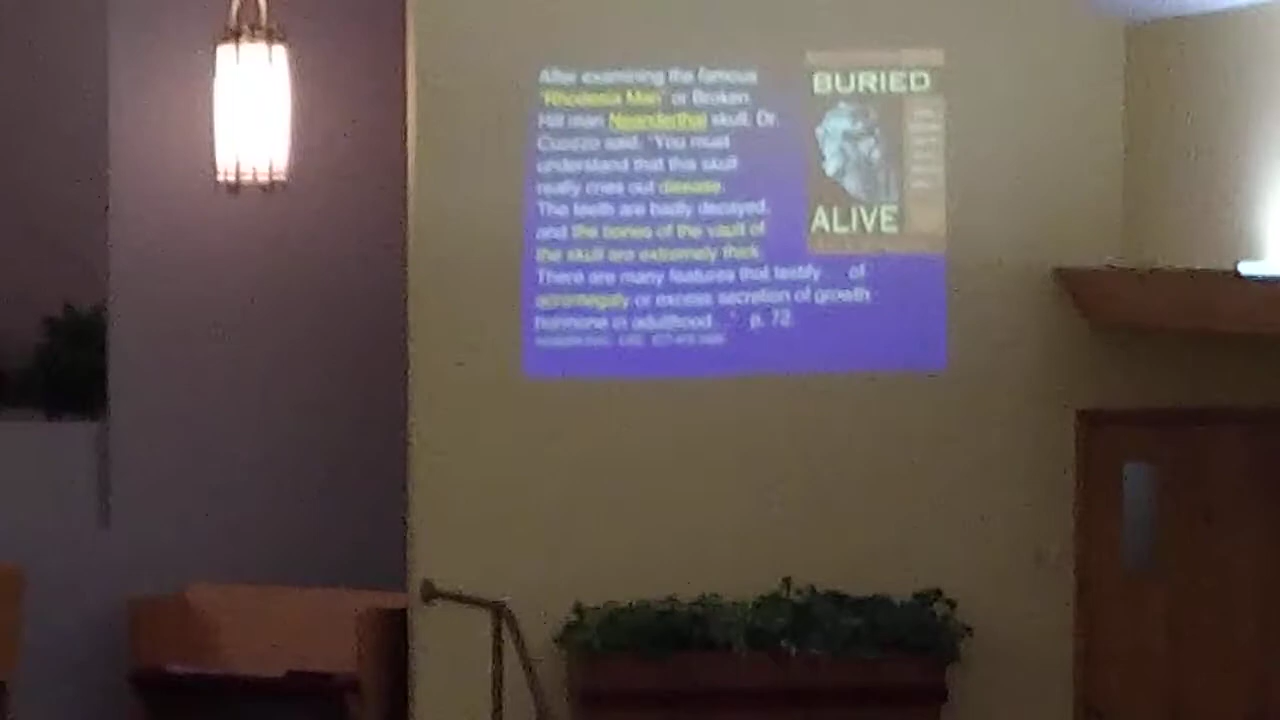 After examining the famous
"Rhodesia Man" or Broken
Hill man Neanderthal skull, Dr.
Cuozzo said, "You must
understand that this skull
really cries out disease.
The teeth are badly decayed,
and the bones of the vault of
the skull are extremely thick.
There are many features that testify of
acromegaly or excess secretion of growth
hormone in adulthood " p. 72
BURIED
ALIVE